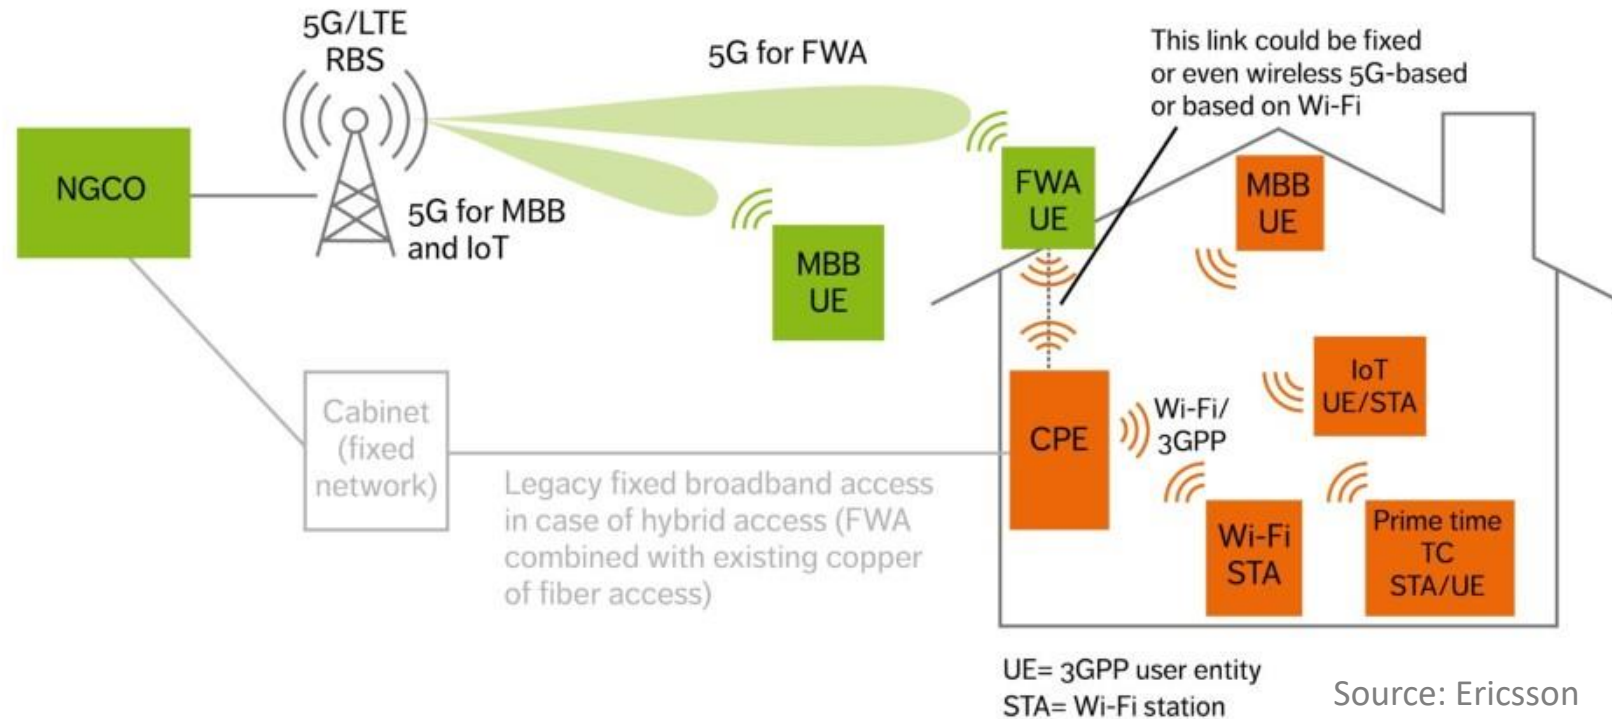 5G/LTE
RBS
5G for FWA
This link could be fixed
or even wireless 5G-based
or based on Wi-Fi
NGCO
5G for MBB
and IoT
MBB
UE
FWA
UE
MBB
UE
IoT
UE/STA
Cabinet
(fixed
network)
Legacy fixed broadband access
in case of hybrid access (FWA
combined with existing copper
of fiber access)
CPE
Wi-Fi/
3GPP
Wi-Fi
STA
Prime time
TC
STA/UE
UE= 3GPP user entity
STA= Wi-Fi station
Source: Ericsson